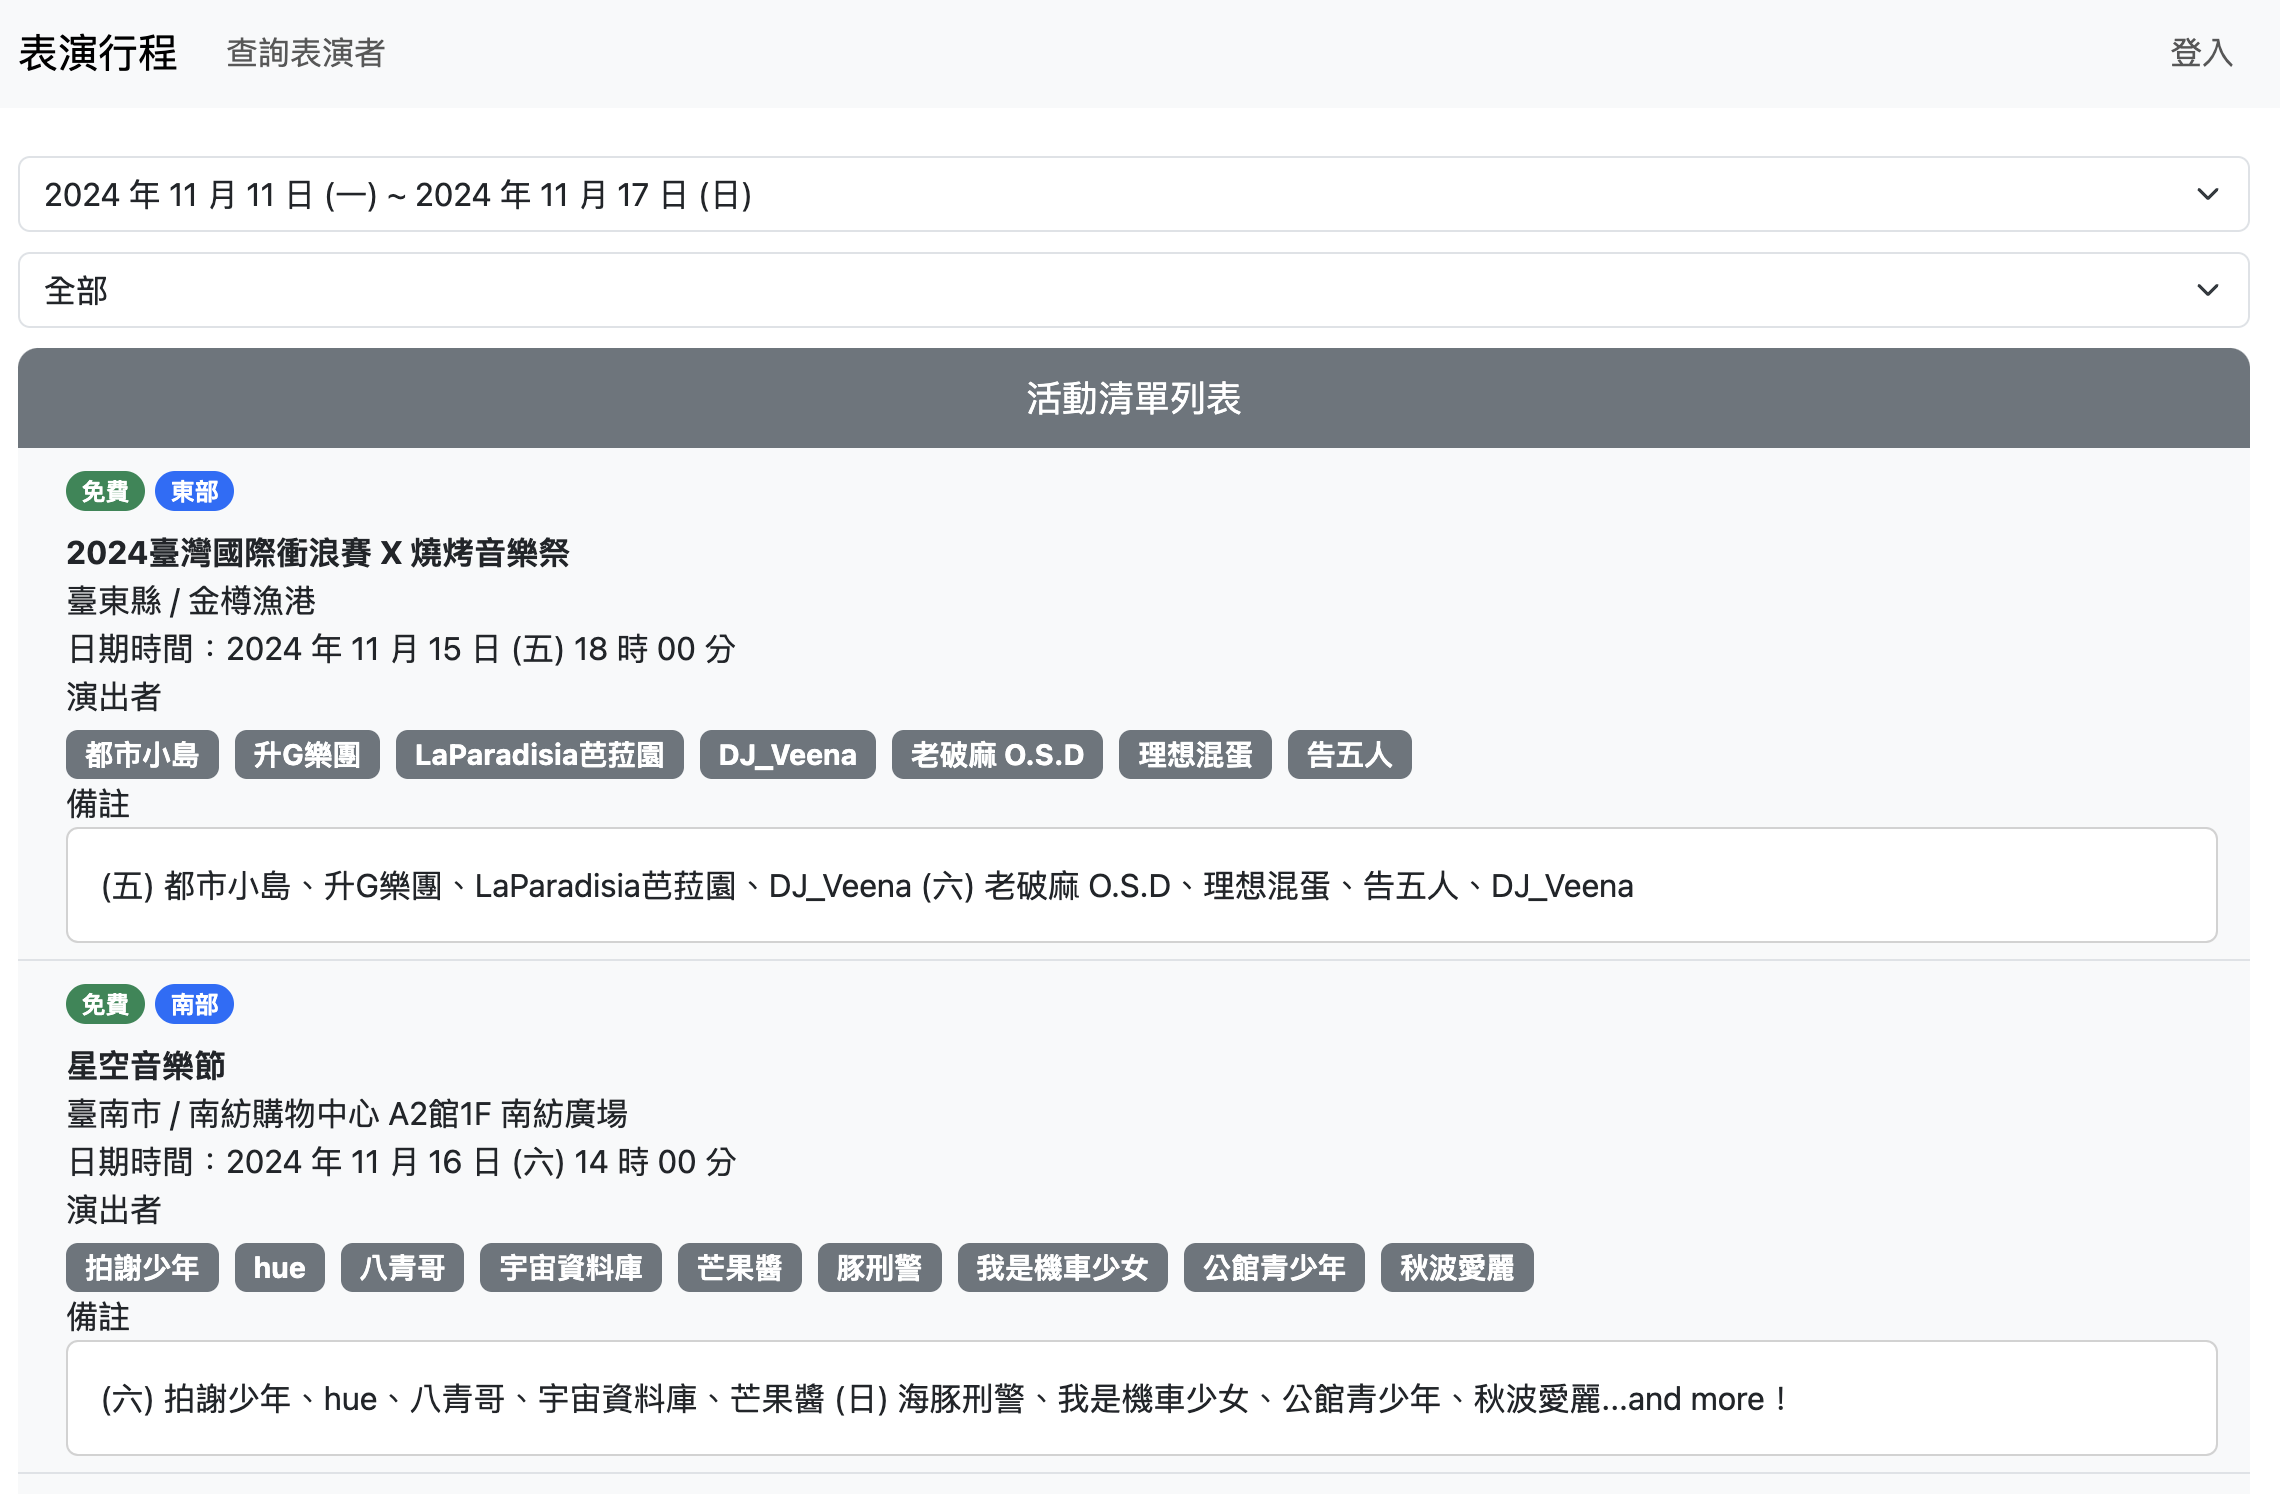 表演行程 查詢表演者 登入
2024 年 11 月 11 日 (一) ~ 2024 年 11 月 17 日 (日)
全部
活動清單列表
免費 東部
2024臺灣國際衝浪賽 X 燒烤音樂祭
臺東縣 / 金樽漁港
日期時間：2024 年 11 月 15 日 (五) 18 時 00 分
演出者
都市小島 升G樂團 LaParadisia芭菈園 DJ_Veena 老破麻 O.S.D 理想混蛋 告五人
備註
(五) 都市小島、升G樂團、LaParadisia芭菈園、DJ_Veena (六) 老破麻 O.S.D、理想混蛋、告五人、DJ_Veena
免費 南部
星空音樂節
臺南市 / 南紡購物中心 A2館1F 南紡廣場
日期時間：2024 年 11 月 16 日 (六) 14 時 00 分
演出者
拍謝少年 hue 八青哥 宇宙資料庫 芒果醬 豚刑警 我是機車少女 公館青少年 秋波愛麗
備註
(六) 拍謝少年、hue、八青哥、宇宙資料庫、芒果醬 (日) 海豚刑警、我是機車少女、公館青少年、秋波愛麗...and more！